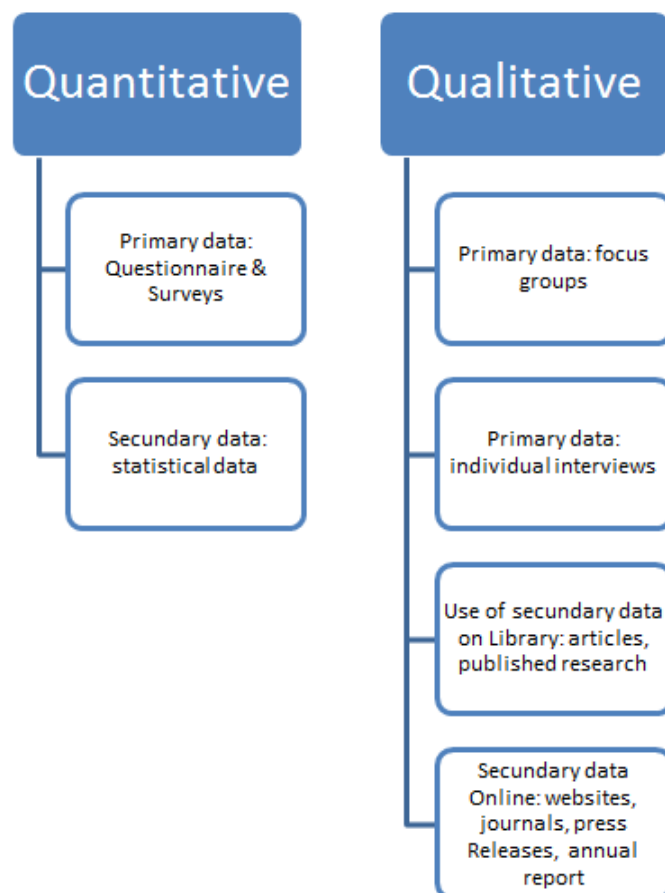 Quantitative
Primary data:
Questionnaire &
Surveys
Secundary data:
statistical data
Qualitative
Primary data: focus
groups
Primary data:
individual interviews
Use of secundary data
on Library: articles,
published research
Secundary data
Online: websites,
journals, press
Releases, annual
report